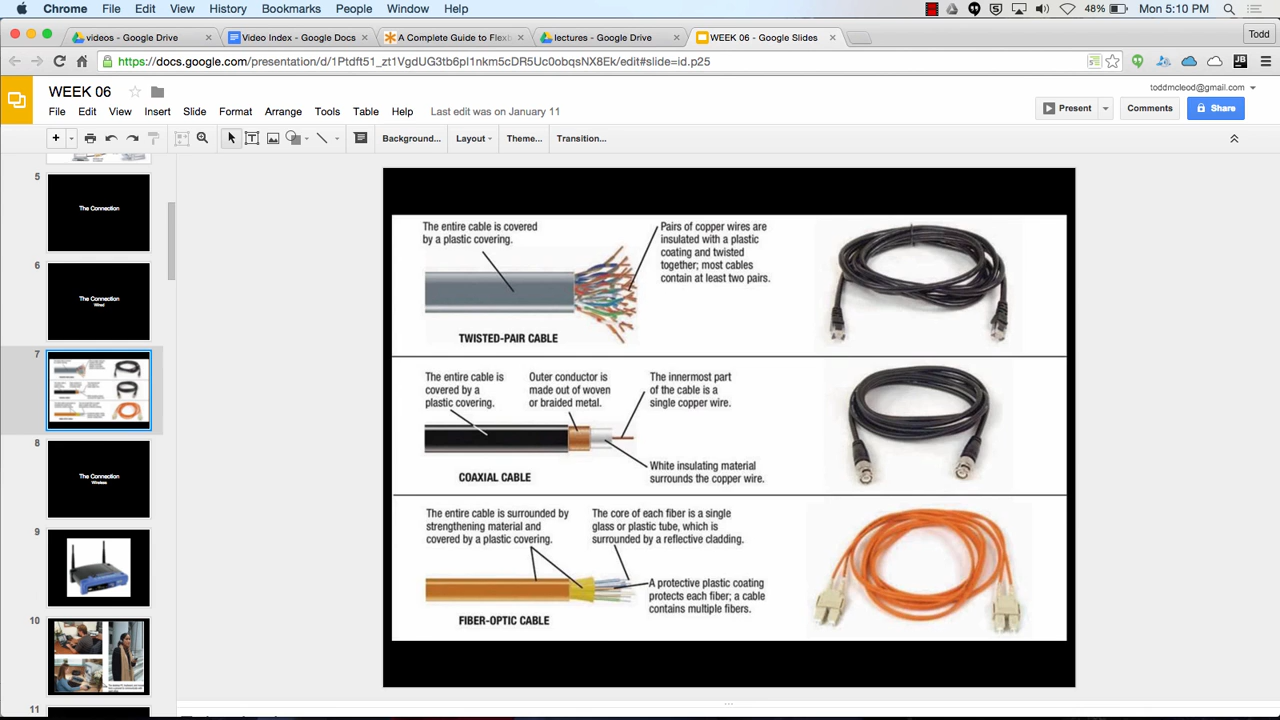 Chrome File Edit View History Bookmarks People Window Help 48% Mon 5:10 PM
videos - Google Drive
Video Index - Google Docs
A Complete Guide to Flexb
lectures - Google Drive
WEEK 06 - Google Slides
Todd
https://docs.google.com/presentation/d/1Ptdft51_zt1VgdUG3tb6pI1nkm5cDR5Uc0obqsNX8Ek/edit#slide=id.p25
WEEK 06
toddmcleod@gmail.com
File Edit View Insert Slide Format Arrange Tools Table Help Last edit was on January 11
Present Comments Share
Background... Layout Theme... Transition...
5
The Connection
6
The Connection
Wired
7
8
The Connection
Wireless
9
10
11
The entire cable is covered
by a plastic covering.
Pairs of copper wires are
insulated with a plastic
coating and twisted
together; most cables
contain at least two pairs.
TWISTED-PAIR CABLE
The entire cable is
covered by a
plastic covering.
Outer conductor is
made out of woven
or braided metal.
The innermost part
of the cable is a
single copper wire.
White insulating material
surrounds the copper wire.
COAXIAL CABLE
The entire cable is surrounded by
strengthening material and
covered by a plastic covering.
The core of each fiber is a single
glass or plastic tube, which is
surrounded by a reflective cladding.
A protective plastic coating
protects each fiber; a cable
contains multiple fibers.
FIBER-OPTIC CABLE